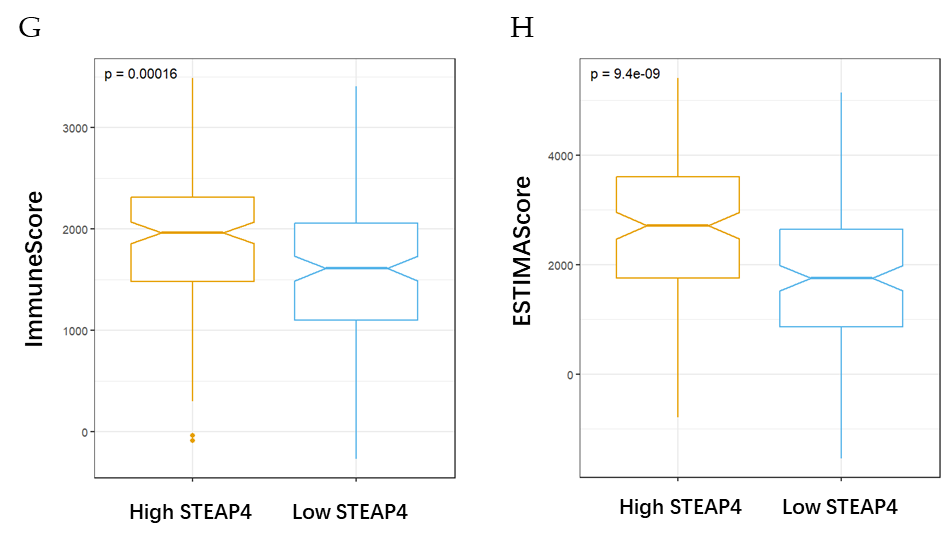 G
p = 0.00016
ImmuneScore
3000
2000
1000
0
High STEAP4
Low STEAP4
H
p = 9.4e-09
ESTIMAScore
4000
2000
0
High STEAP4
Low STEAP4